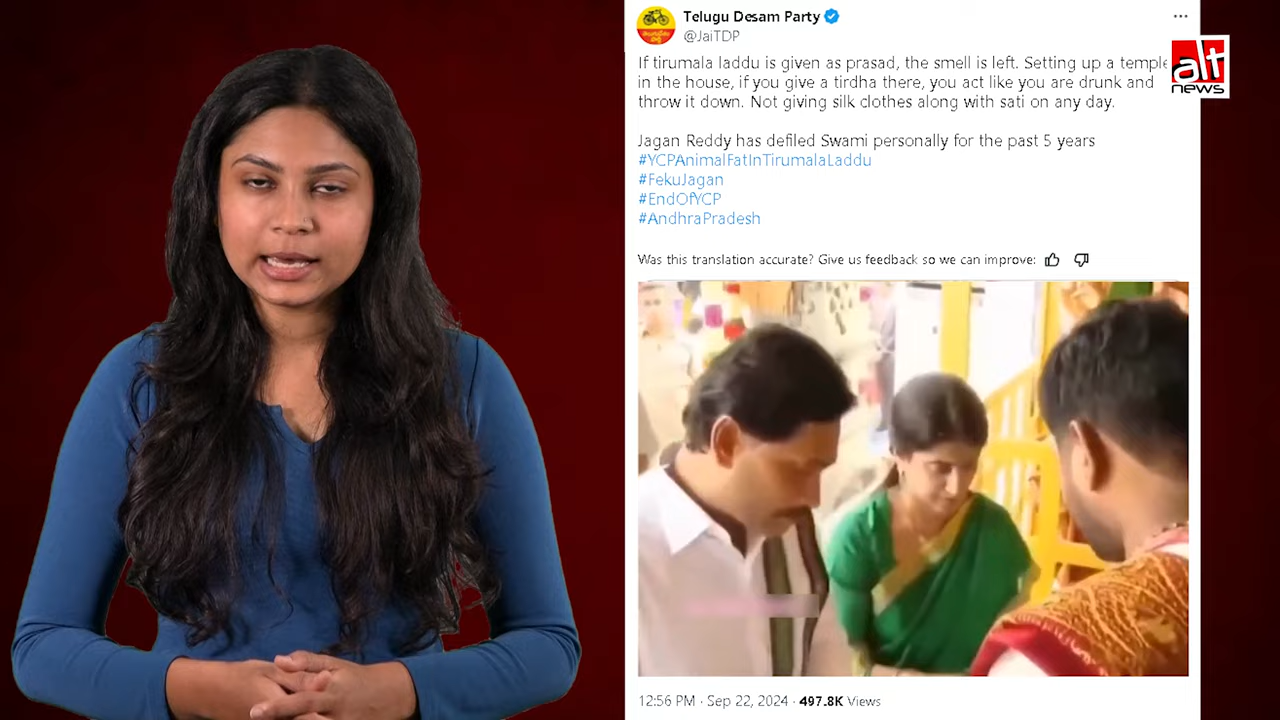 Telugu Desam Party
@JaiTDP
If tirumala laddu is given as prasad, the smell is left. Setting up a temple
in the house, if you give a tirdha there, you act like you are drunk and
throw it down. Not giving silk clothes along with sati on any day.
Jagan Reddy has defiled Swami personally for the past 5 years
#YCPAnimalFatInTirumalaLaddu
#FekuJagan
#EndOfYCP
#AndhraPradesh
Was this translation accurate? Give us feedback so we can improve:
12:56 PM · Sep 22, 2024 · 497.8K Views
alt
news